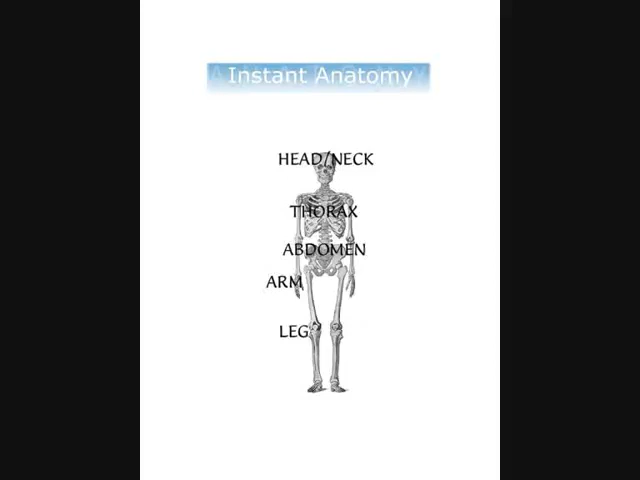 Instant Anatomy
HEAD/NECK
THORAX
ABDOMEN
ARM
LEG